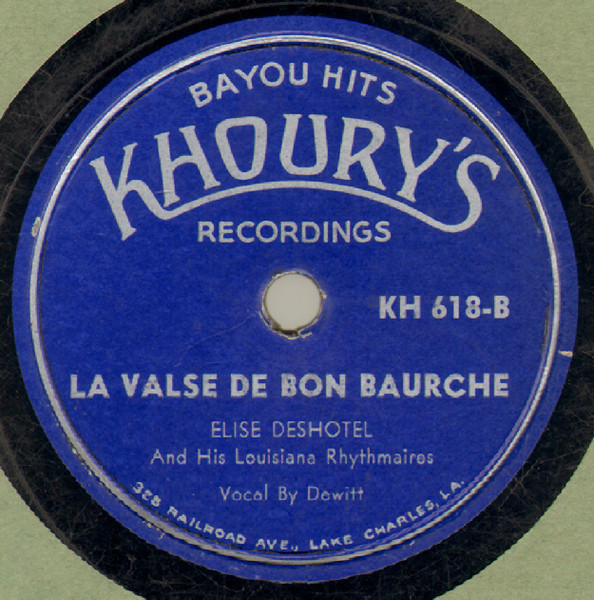 BAYOU HITS
KHOURY'S
RECORDINGS
KH 618-B
LA VALSE DE BON BAURCHE
ELISE DESHOTEL
And His Louisiana Rhythmaires
Vocal By Dewitt
328 RAILROAD AVE., LAKE CHARLES, LA.